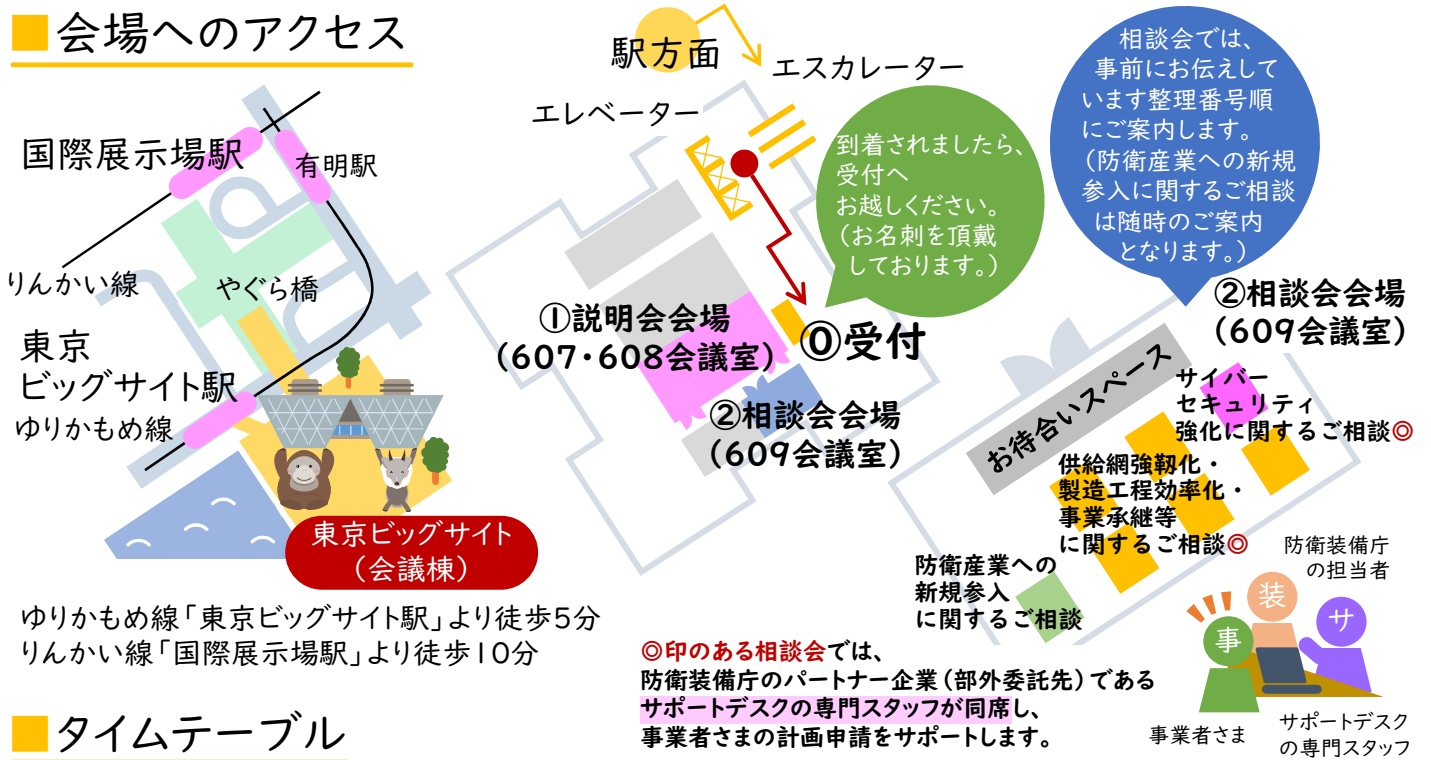 ■会場へのアクセス
国際展示場駅
有明駅
りんかい線
やぐら橋
東京
ビッグサイト駅
ゆりかもめ線
東京ビッグサイト
(会議棟)
ゆりかもめ線「東京ビッグサイト駅」より徒歩5分
りんかい線「国際展示場駅」より徒歩10分
駅方面
エスカレーター
エレベーター
到着されましたら、
受付へ
お越しください。
(お名刺を頂戴
しております。)
①説明会会場
(607・608会議室)
⓪受付
②相談会会場
(609会議室)
相談会では、
事前にお伝えして
います整理番号順
にご案内します。
(防衛産業への新規
参入に関するご相談
は随時のご案内
となります。)
②相談会会場
(609会議室)
お待合いスペース
サイバー
セキュリティ
強化に関するご相談◎
供給網強靱化・
製造工程効率化・
事業承継等
に関するご相談◎
防衛産業への
新規参入
に関するご相談
防衛装備庁
の担当者
装
サ
事
事業者さま
サポートデスク
の専門スタッフ
◎印のある相談会では、
防衛装備庁のパートナー企業(部外委託先)である
サポートデスクの専門スタッフが同席し、
事業者さまの計画申請をサポートします。
■タイムテーブル